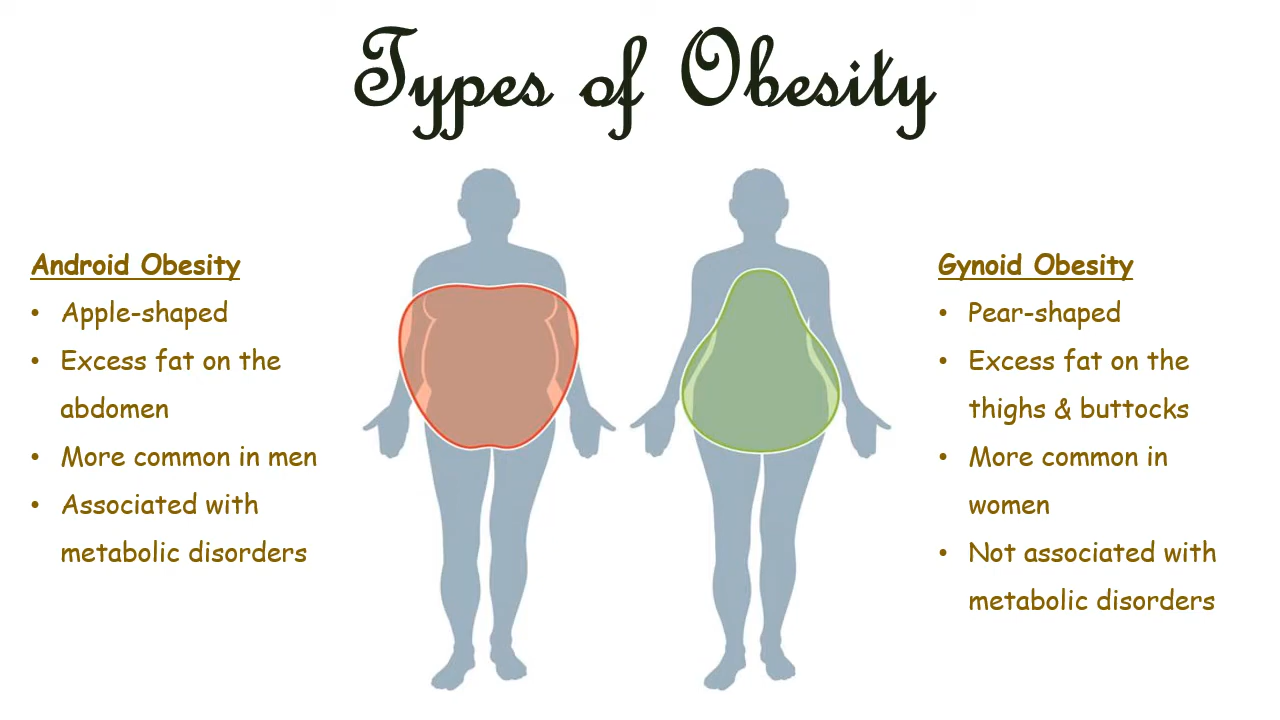 Types of Obesity
Android Obesity
• Apple-shaped
• Excess fat on the
abdomen
• More common in men
• Associated with
metabolic disorders
Gynoid Obesity
• Pear-shaped
• Excess fat on the
thighs & buttocks
• More common in
women
• Not associated with
metabolic disorders